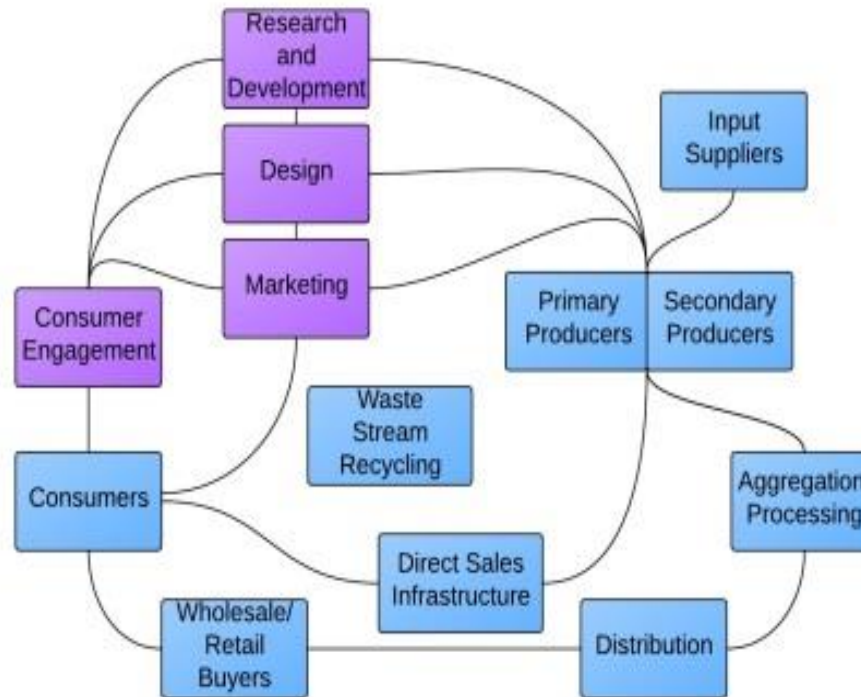 Research
and
Development
Input
Suppliers
Design
Marketing
Primary
Producers
Secondary
Producers
Consumer
Engagement
Waste
Stream
Recycling
Consumers
Aggregation
Processing
Direct Sales
Infrastructure
Wholesale/
Retail
Buyers
Distribution